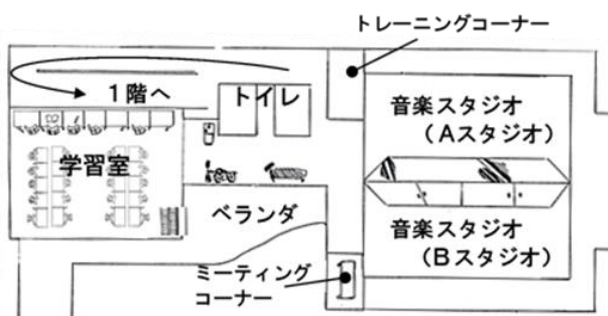 トレーニングコーナー
1階へ
トイレ
音楽スタジオ
（Aスタジオ）
学習室
ベランダ
音楽スタジオ
（Bスタジオ）
ミーティング
コーナー